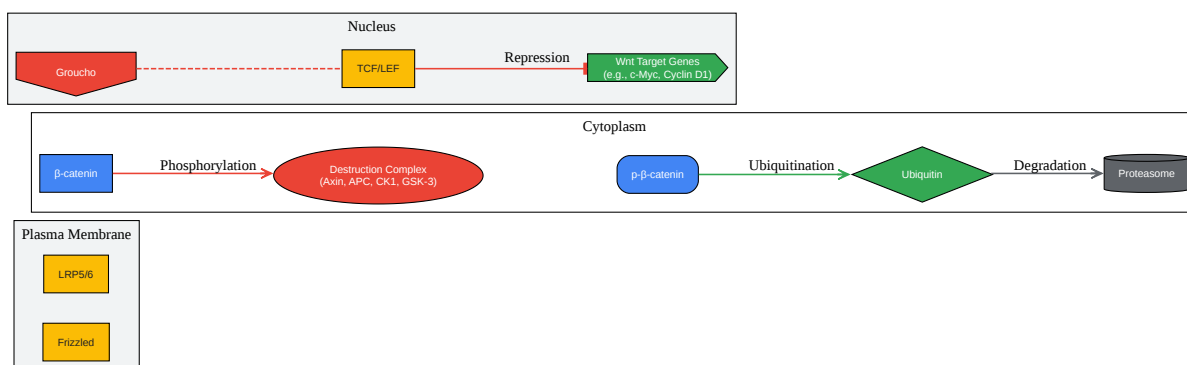 Nucleus
Groucho
TCF/LEF
Repression
Wnt Target Genes
(e.g., c-Myc, Cyclin D1)
Cytoplasm
β-catenin
Phosphorylation
Destruction Complex
(Axin, APC, CK1, GSK-3)
p-β-catenin
Ubiquitination
Ubiquitin
Degradation
Proteasome
Plasma Membrane
LRP5/6
Frizzled